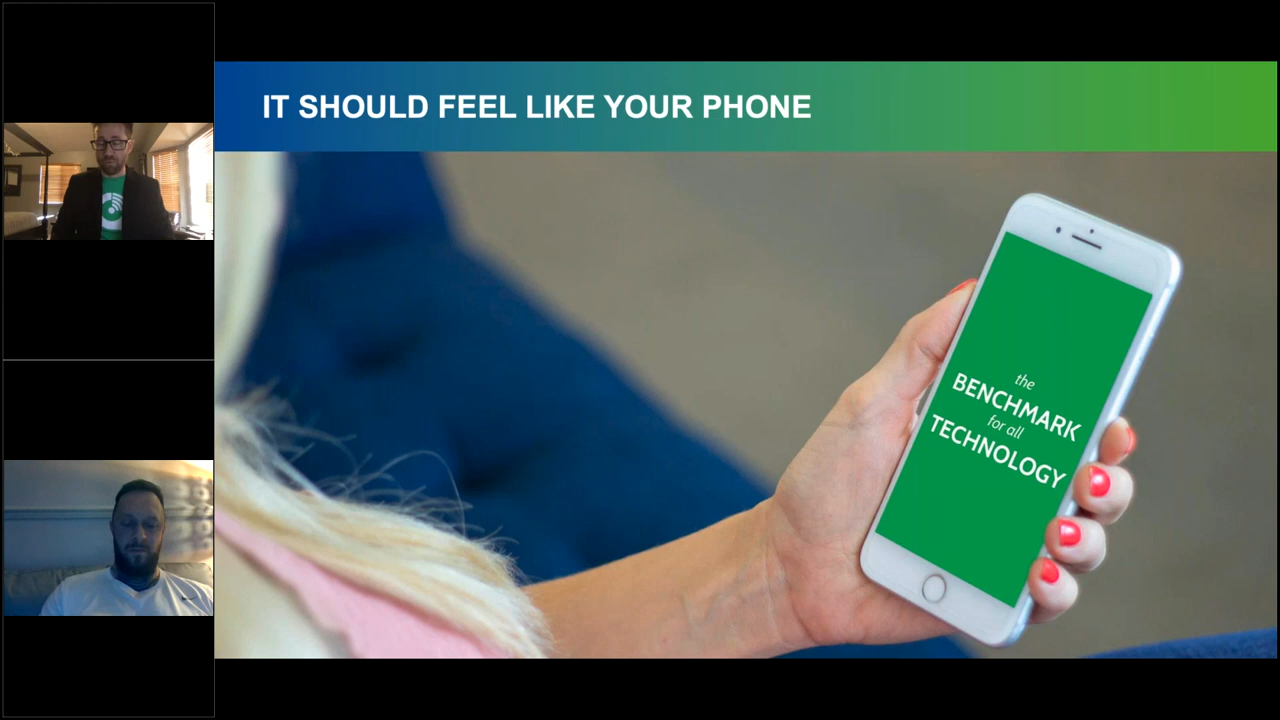 IT SHOULD FEEL LIKE YOUR PHONE
the
BENCHMARK
for all
TECHNOLOGY